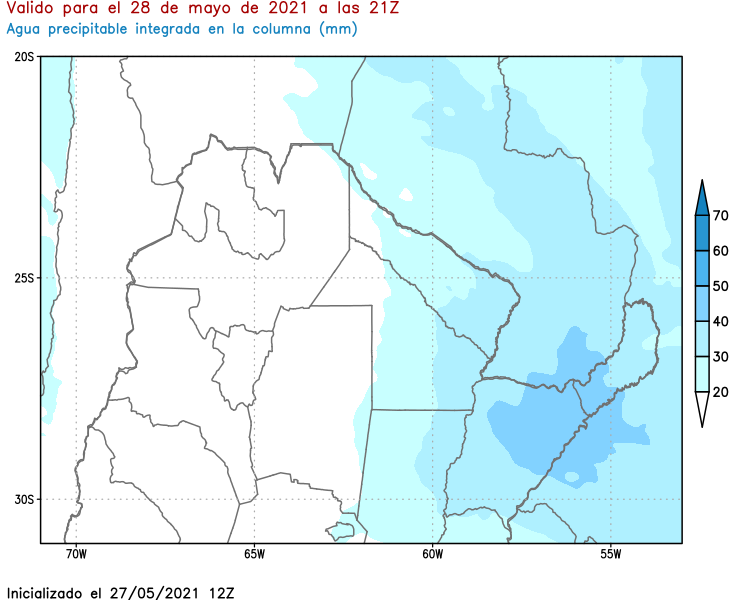 Valido para el 28 de mayo de 2021 a las 21Z
Agua precipitable integrada en la columna (mm)
20S
25S
30S
70W
65W
60W
55W
70
60
50
40
30
20
Inicializado el 27/05/2021 12Z